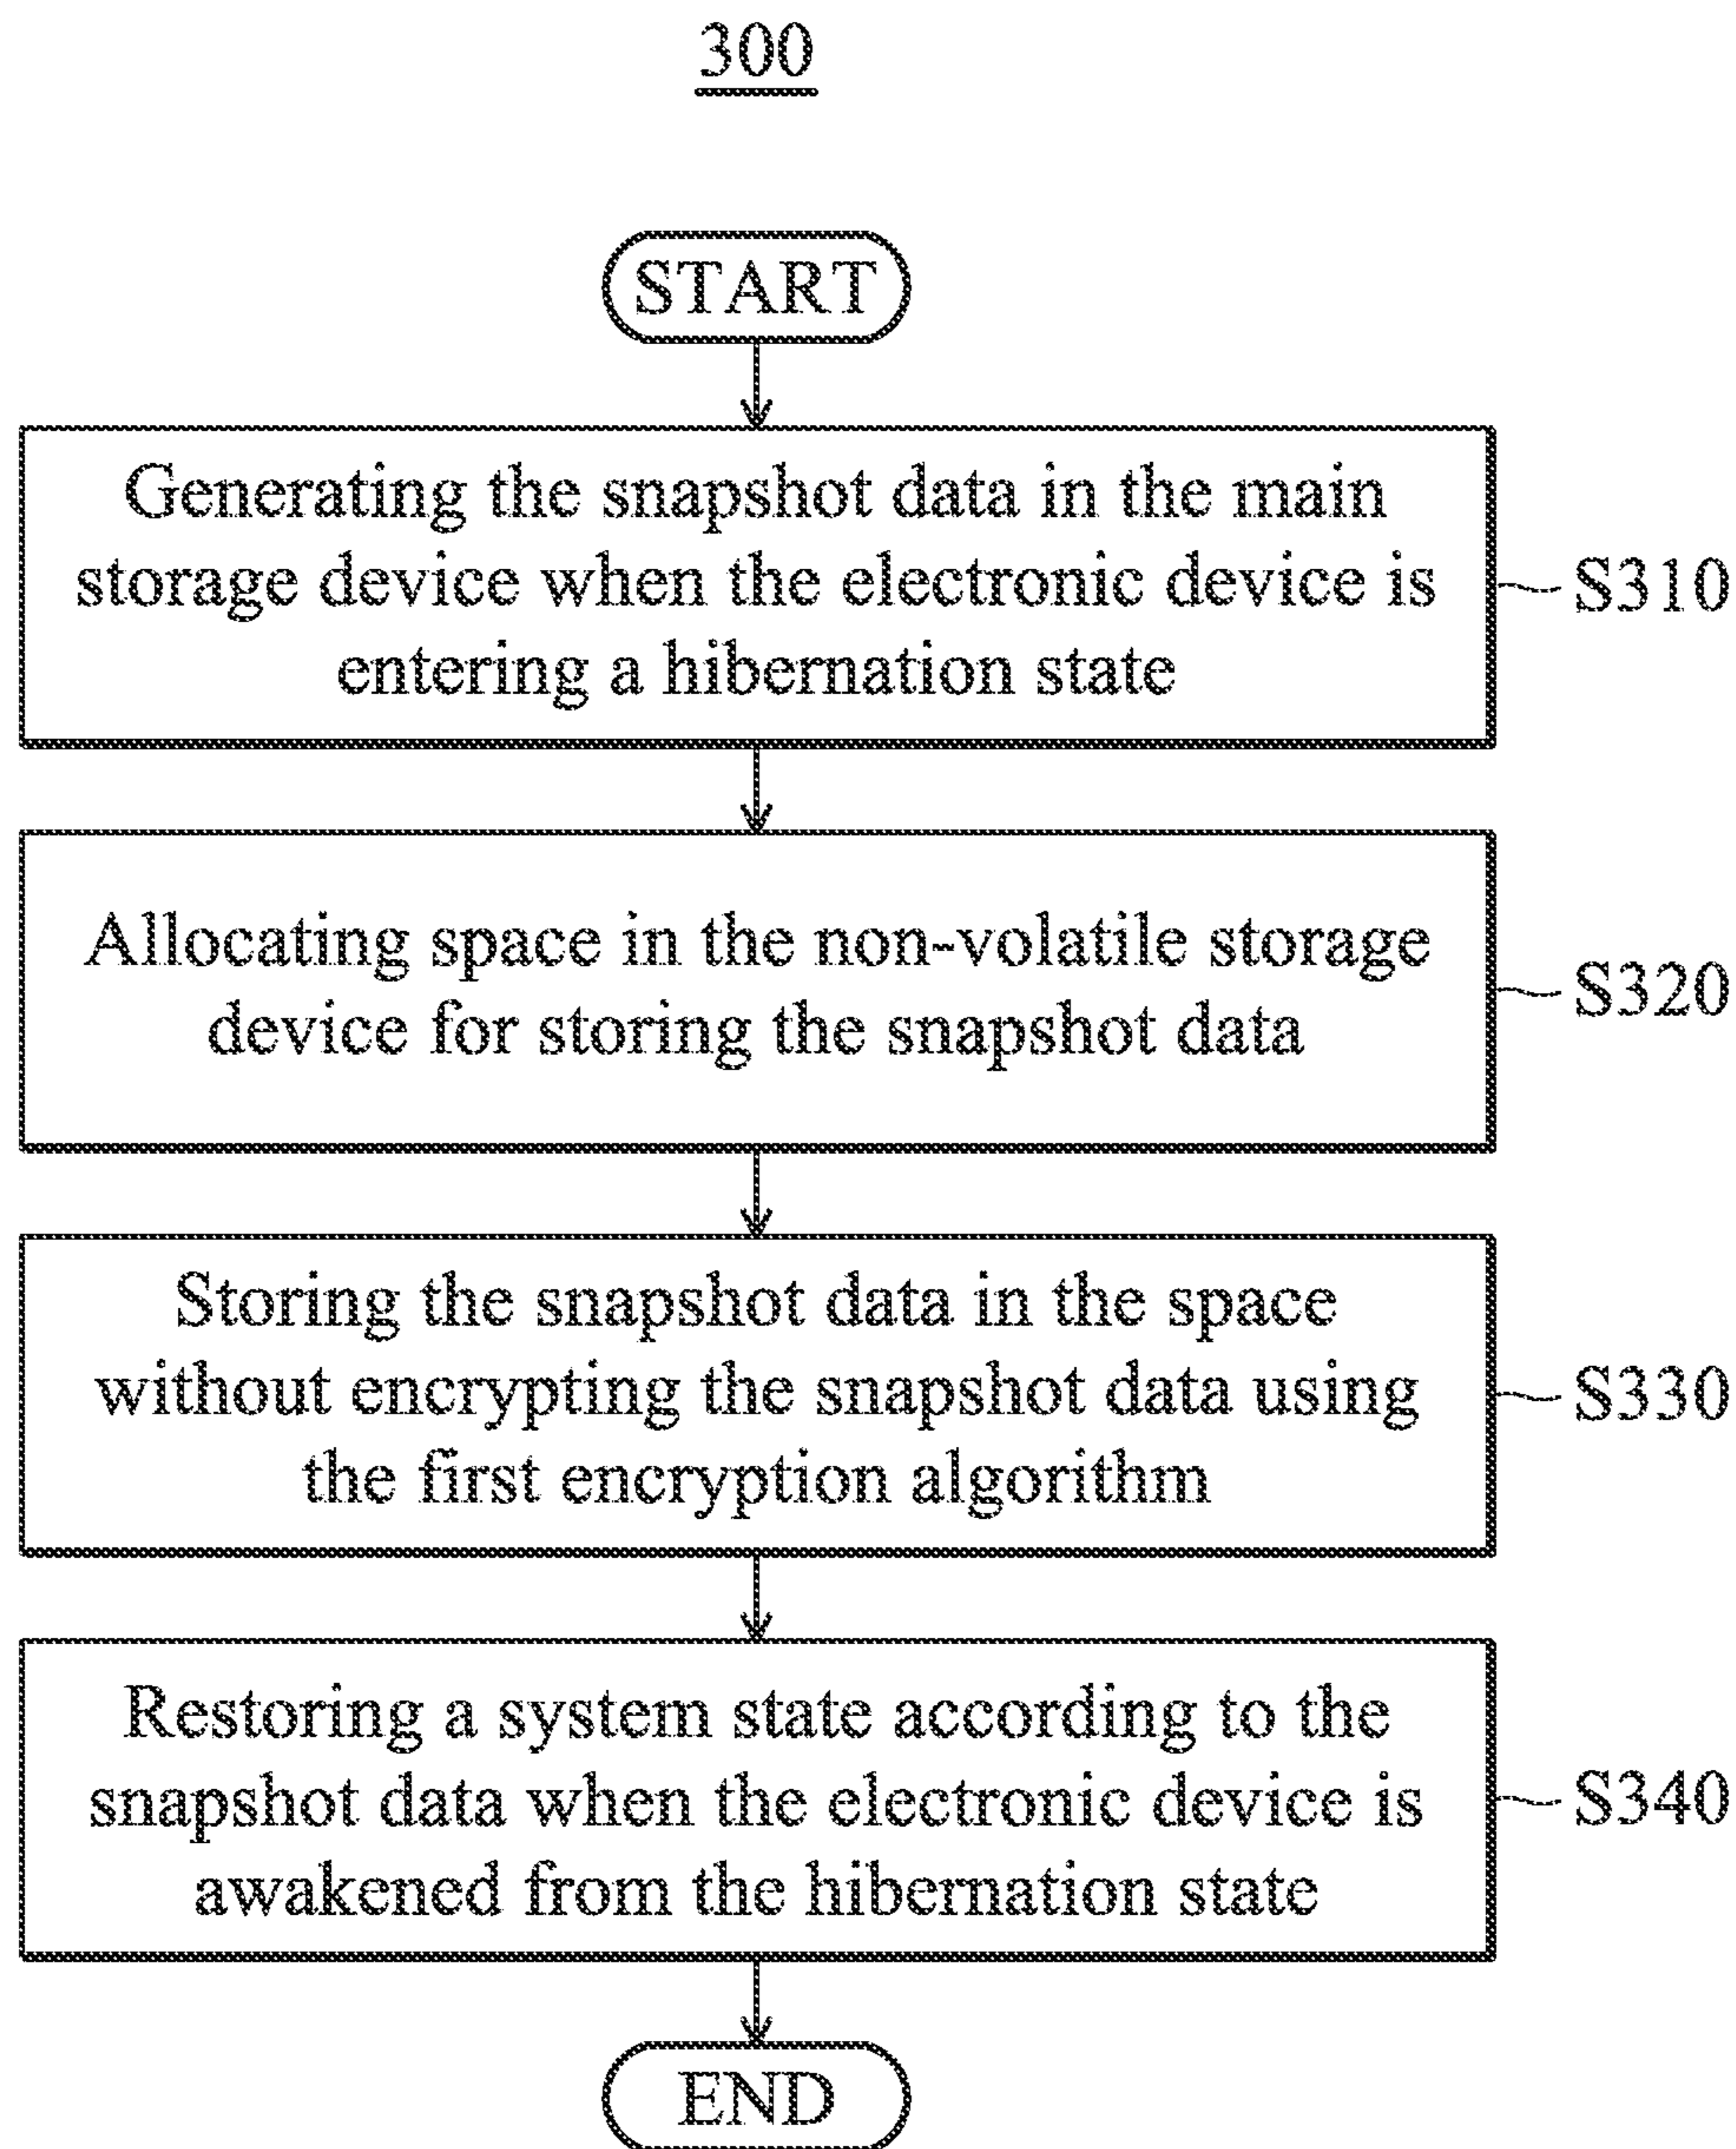 300
START
Generating the snapshot data in the main
storage device when the electronic device is
entering a hibernation state
S310
Allocating space in the non-volatile storage
device for storing the snapshot data
S320
Storing the snapshot data in the space
without encrypting the snapshot data using
the first encryption algorithm
S330
Restoring a system state according to the
snapshot data when the electronic device is
awakened from the hibernation state
S340
END